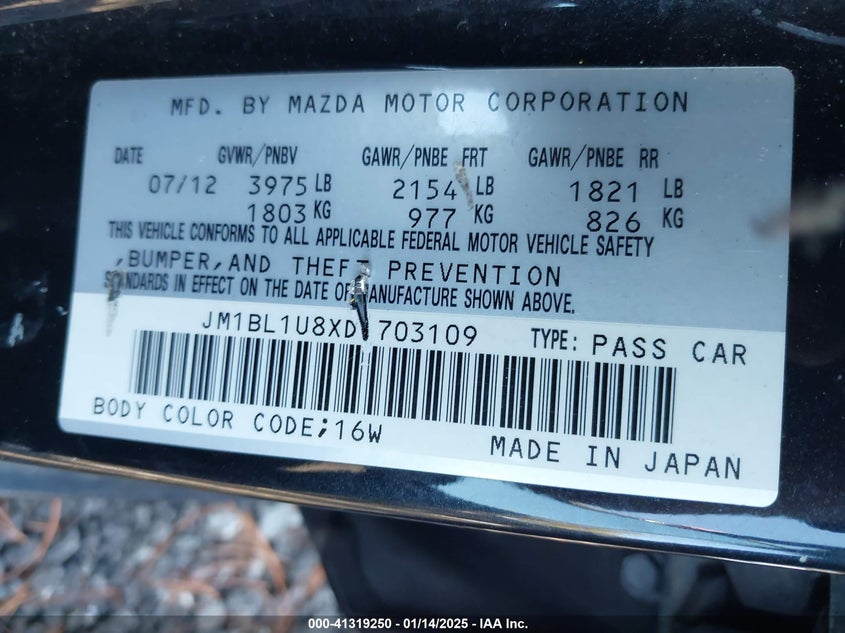 MFD. BY MAZDA MOTOR CORPORATION
DATE GVWR/PNBV GAWR/PNBE FRT GAWR/PNBE RR
07/12 3975 LB 2154 LB 1821 LB
1803 KG 977 KG 826 KG
THIS VEHICLE CONFORMS TO ALL APPLICABLE FEDERAL MOTOR VEHICLE SAFETY
,BUMPER,AND THEFT PREVENTION
STANDARDS IN EFFECT ON THE DATE OF MANUFACTURE SHOWN ABOVE.
JM1BL1U8XD 703109 TYPE: PASS CAR
BODY COLOR CODE;16W
MADE IN JAPAN
000-41319250 - 01/14/2025 - IAA Inc.